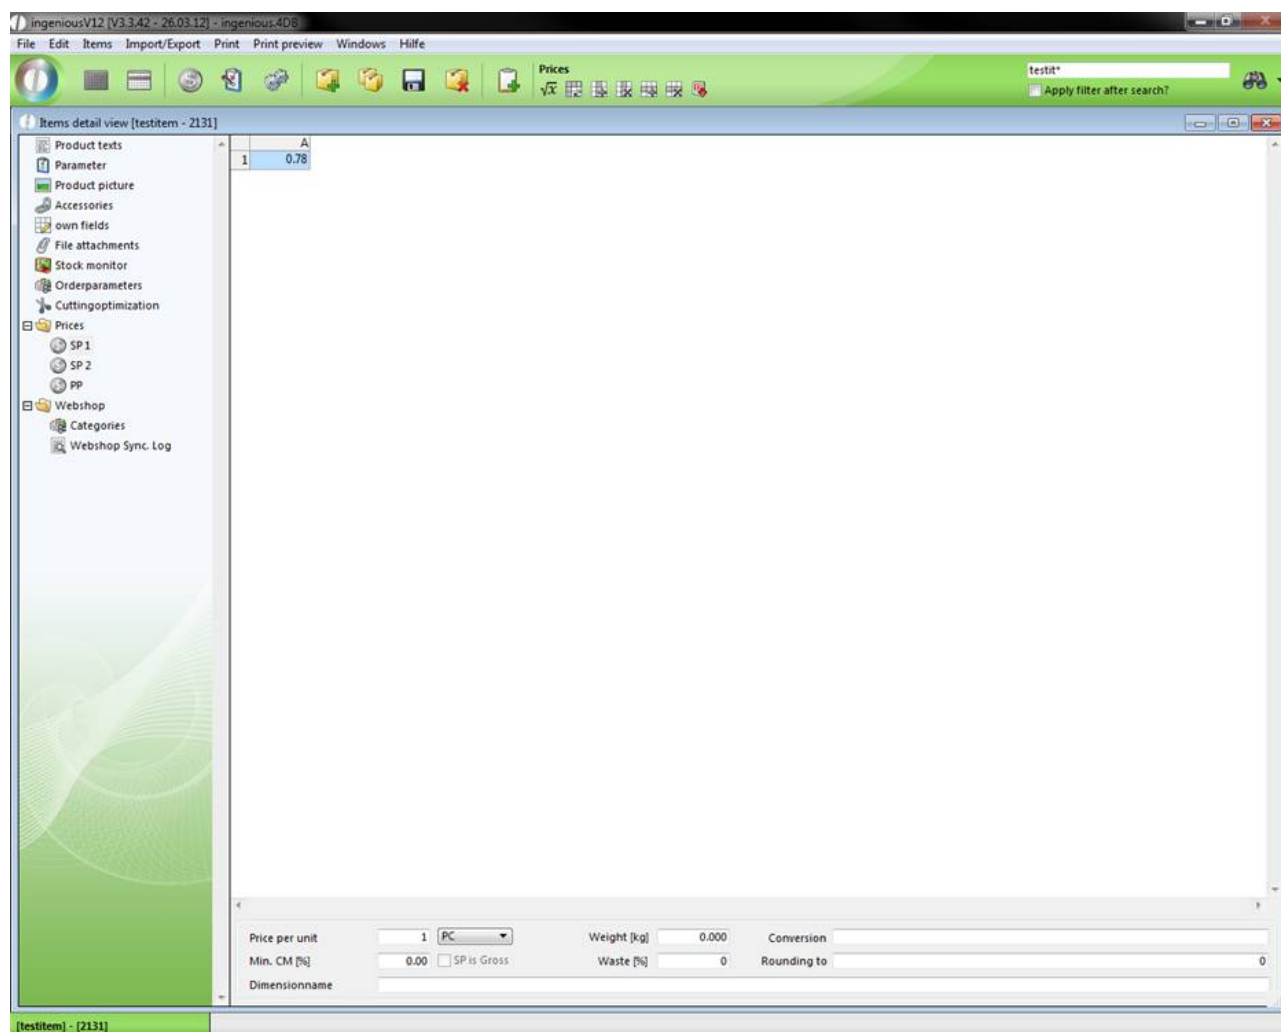 ingeniousV12 [V3.3.42 - 26.03.12] - ingenious.4DB
File Edit Items Import/Export Print Print preview Windows Hilfe
Prices
√x
testit*
Apply filter after search?
Items detail view [testitem - 2131]
Product texts
Parameter
Product picture
Accessories
own fields
File attachments
Stock monitor
Orderparameters
Cuttingoptimization
Prices
SP 1
SP 2
PP
Webshop
Categories
Webshop Sync. Log
A
1 0.78
Price per unit 1 PC Weight [kg] 0.000 Conversion
Min. CM [%] 0.00 SP is Gross Waste [%] 0 Rounding to 0
Dimensionname
[testitem] - [2131]